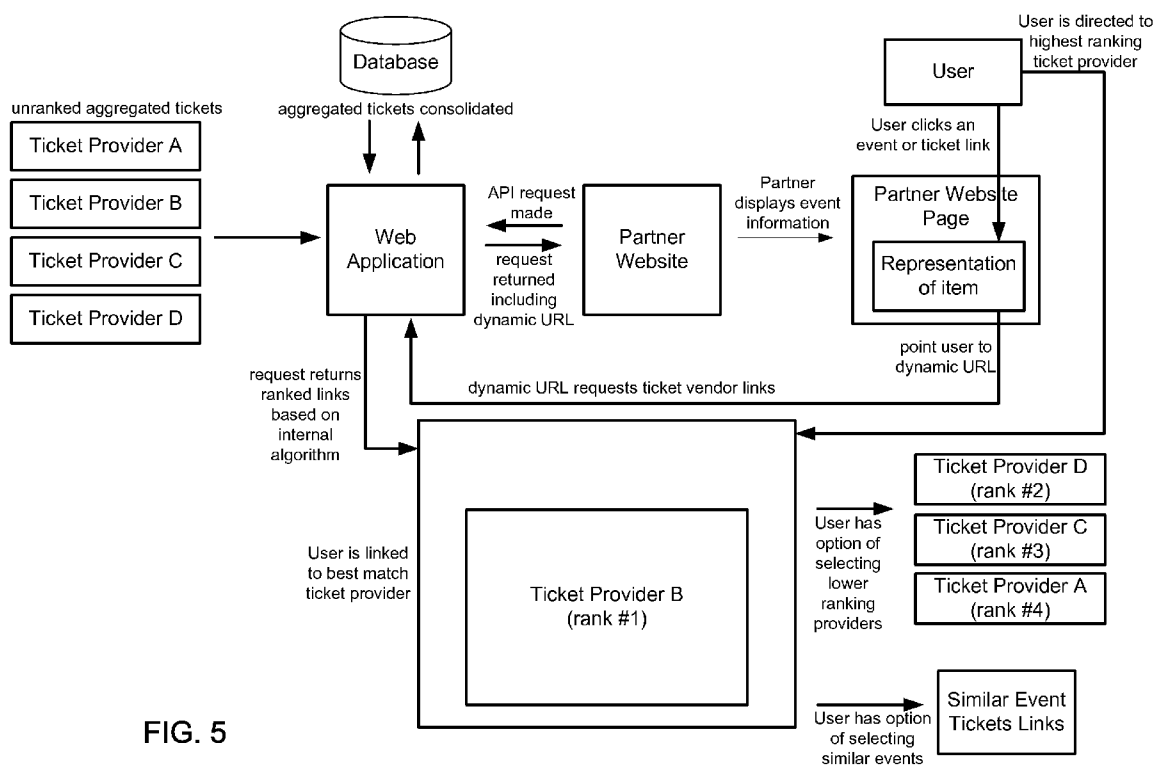 User is directed to
highest ranking
ticket provider
Database
User
unranked aggregated tickets
aggregated tickets consolidated
Ticket Provider A
Ticket Provider B
Ticket Provider C
Ticket Provider D
User clicks an
event or ticket link
Web
Application
API request
made
request
returned
including
dynamic URL
Partner
Website
Partner
displays event
information
Partner Website
Page
Representation
of item
point user to
dynamic URL
dynamic URL requests ticket vendor links
request returns
ranked links
based on
internal
algorithm
User is linked
to best match
ticket provider
Ticket Provider B
(rank #1)
User has
option of
selecting
lower
ranking
providers
Ticket Provider D
(rank #2)
Ticket Provider C
(rank #3)
Ticket Provider A
(rank #4)
User has option
of selecting
similar events
Similar Event
Tickets Links
FIG. 5